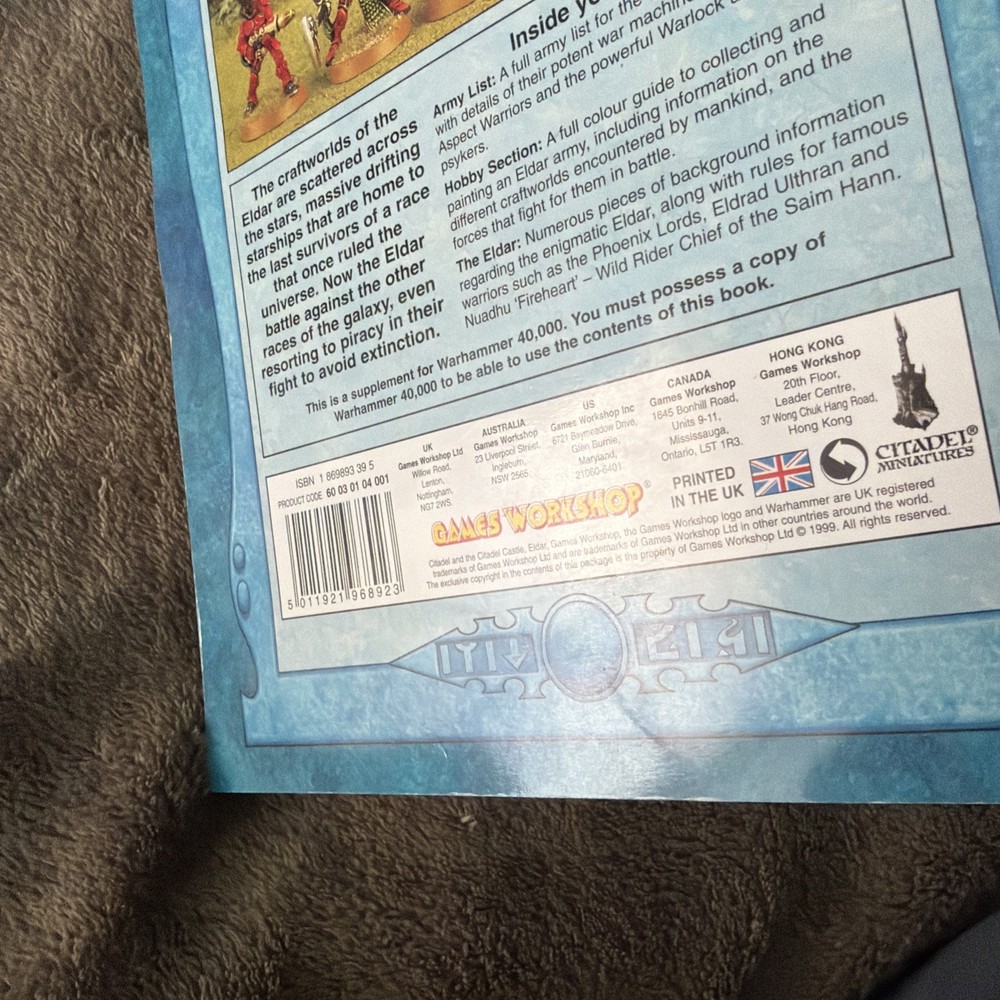 Inside yo
Army List: A full army list for the
with details of their potent war machin
Aspect Warriors and the powerful Warlock
psykers.
Hobby Section: A full colour guide to collecting and
painting an Eldar army, including information on the
different craftworlds encountered by mankind, and the
forces that fight for them in battle.
The Eldar: Numerous pieces of background information
regarding the enigmatic Eldar, along with rules for famous
warriors such as the Phoenix Lords, Eldrad Ulthran and
Nuadhu 'Fireheart' – Wild Rider Chief of the Saim Hann.
The craftworlds of the
Eldar are scattered across
the stars, massive drifting
starships that are home to
the last survivors of a race
that once ruled the
universe. Now the Eldar
battle against the other
races of the galaxy, even
resorting to piracy in their
fight to avoid extinction.
This is a supplement for Warhammer 40,000. You must possess a copy of
Warhammer 40,000 to be able to use the contents of this book.
ISBN 1 869893 39 5
PRODUCT CODE 60 03 01 04 001
5 011921 968923
UK
Games Workshop Ltd
Willow Road,
Lenton,
Nottingham,
NG7 2WS.
AUSTRALIA
Games Workshop
23 Liverpool Street,
Ingleburn,
NSW 2565.
US
Games Workshop Inc
6721 Baymeadow Drive,
Glen Burnie,
Maryland,
21060-6401.
CANADA
Games Workshop
1645 Bonhill Road,
Units 9-11,
Mississauga,
Ontario, L5T 1R3.
HONG KONG
Games Workshop
20th Floor,
Leader Centre,
37 Wong Chuk Hang Road,
Hong Kong
GAMES WORKSHOP®
PRINTED
IN THE UK
CITADEL®
MINIATURES
Citadel and the Citadel Castle, Eldar, Games Workshop, the Games Workshop logo and Warhammer are UK registered
trademarks of Games Workshop Ltd and are trademarks of Games Workshop Ltd in other countries around the world.
The exclusive copyright in the contents of this package is the property of Games Workshop Ltd © 1999. All rights reserved.